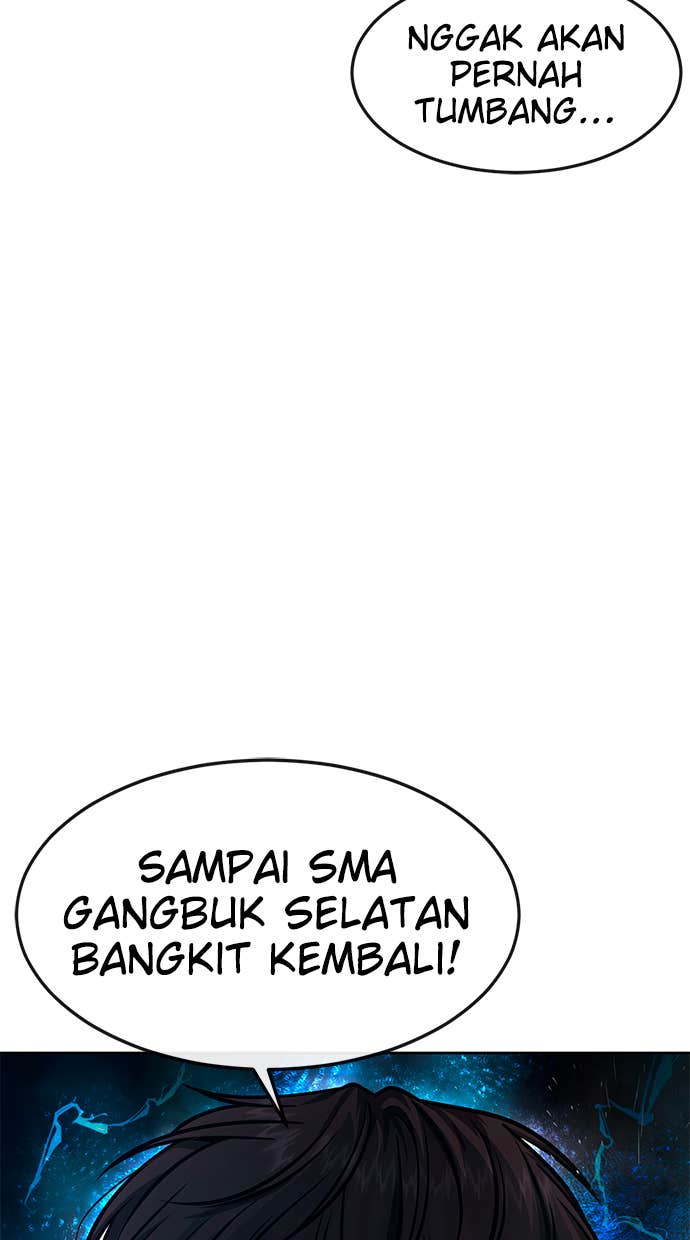 NGGAK AKAN
PERNAH
TUMBANG...
SAMPAI SMA
GANGBUK SELATAN
BANGKIT KEMBALI!